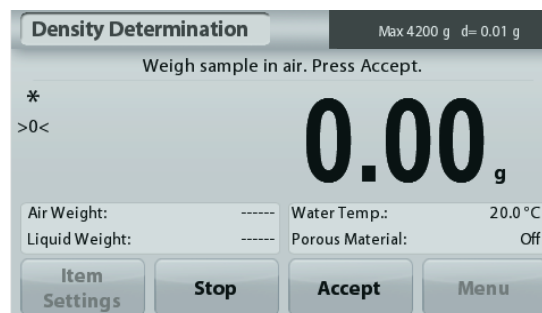 Density Determination Max 4200 g d= 0.01 g
Weigh sample in air. Press Accept.
*
>0<
0.00 g
Air Weight: ------ Water Temp.: 20.0 °C
Liquid Weight: ------ Porous Material: Off
Item Settings Stop Accept Menu